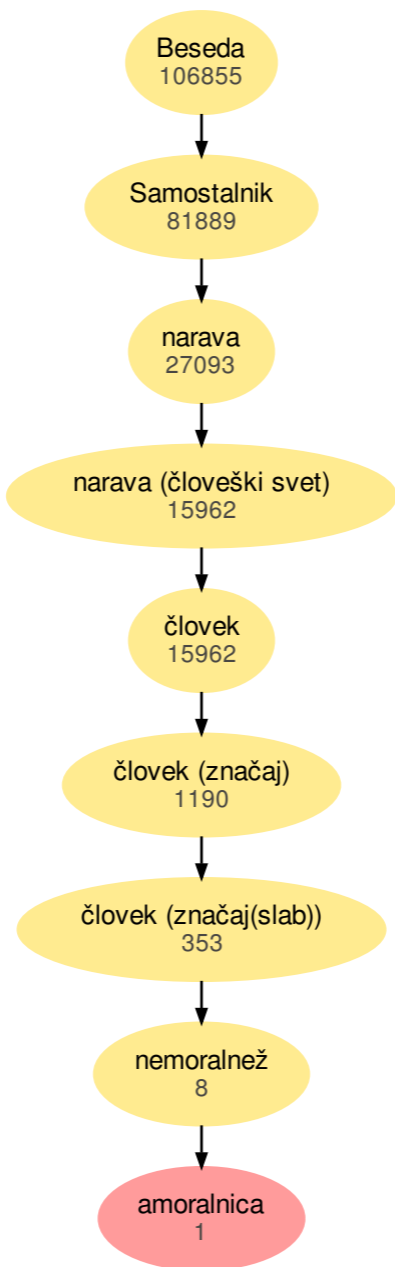 Beseda
106855
Samostalnik
81889
narava
27093
narava (človeški svet)
15962
človek
15962
človek (značaj)
1190
človek (značaj(slab))
353
nemoralnež
8
amoralnica
1